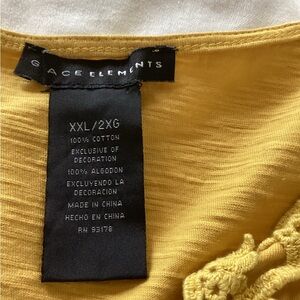 GRACE ELEMENTS
XXL/2XG
100% COTTON
EXCLUSIVE OF
DECORATION
100% ALGODON
EXCLUYENDO LA
DECORACION
MADE IN CHINA
HECHO EN CHINA
RN 93178